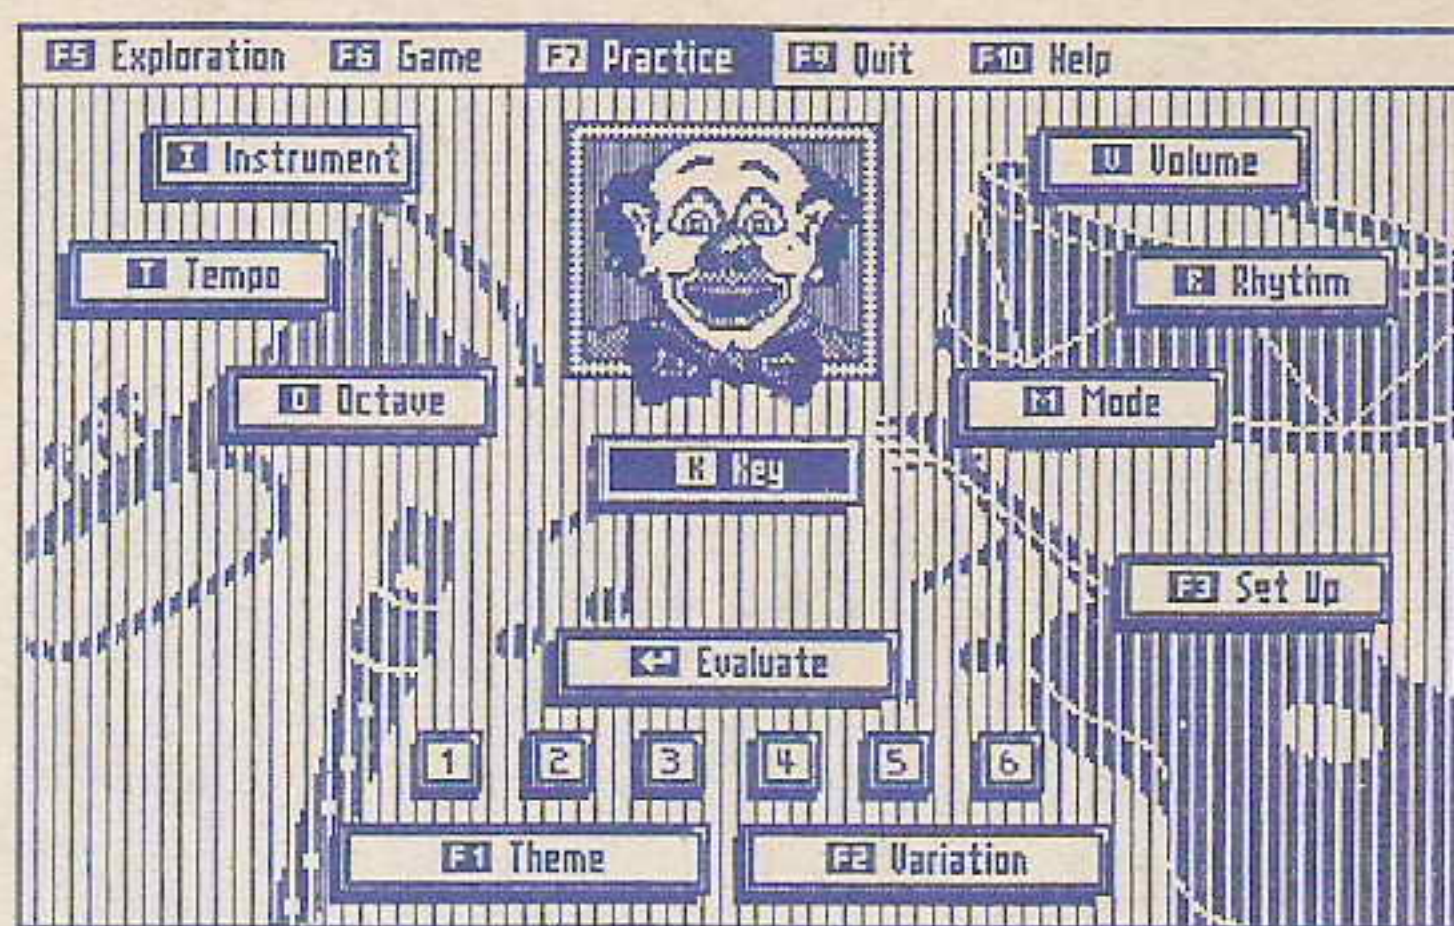 F5 Exploration F6 Game F7 Practice F9 Quit F10 Help
I Instrument
V Volume
T Tempo
R Rhythm
O Octave
M Mode
K Key
F3 Set Up
Evaluate
1 2 3 4 5 6
F1 Theme F2 Variation